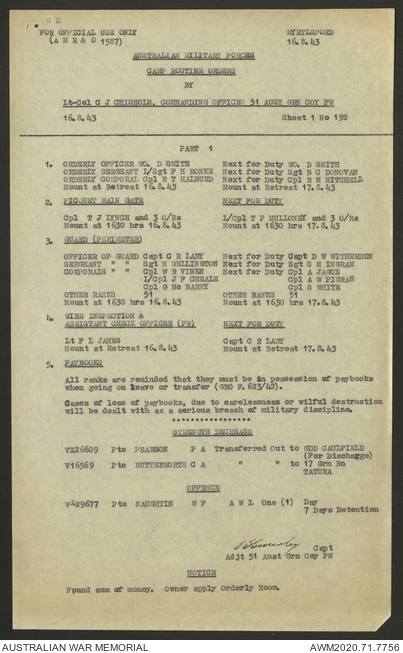 FOR OFFICIAL USE ONLY MYRTLEFORD
(A M R & O 1587) 16.8.43
AUSTRALIAN MILITARY FORCES
CAMP ROUTINE ORDERS
BY
Lt-Col C J CHISHOLM, COMMANDING OFFICER 51 AUST GRN COY PW
16.8.43 Sheet 1 No 192
PART 1
1. ORDERLY OFFICER WO. D SMITH Next for Duty WO. D SMITH
ORDERLY SERGEANT L/Sgt F H RONKE Next for Duty Sgt B C DONOVAN
ORDERLY CORPORAL Cpl R T HALBURD Next for Duty Cpl R N MITCHELL
Mount at Retreat 16.8.43 Mount at Retreat 17.8.43
2. PICQUET MAIN GATE NEXT FOR DUTY
Cpl T J LYNCH and 3 O/Rs L/Cpl T P MULLONEY and 3 O/Rs
Mount at 1630 hrs 16.8.43 Mount at 1630 hrs 17.8.43
3. GUARD (PERIMETER)
OFFICER OF GUARD Capt C R LARY Next for Duty Capt D W WITHERDEN
SERGEANT " " Sgt H WELLINGTON Next for Duty Sgt S M INGRAM
CORPORALS " " Cpl W R VINEN Next for Duty Cpl A JAGOE
L/Cpl J F CHEALE Cpl A W PIGRAM
Cpl G Mc BARNY Cpl S WHITE
OTHER RANKS 51 OTHER RANKS 51
Mount at 1630 hrs 16.8.43 Mount at 1630 hrs 17.8.43
4. WIRE INSPECTION &
ASSISTANT CHECK OFFICER (PB) NEXT FOR DUTY
Lt F L JAMES Capt C R LARY
Mount at Retreat 16.8.43 Mount at Retreat 17.8.43
5. PAYBOOKS
All ranks are reminded that they must be in possession of paybooks
when going on leave or transfer (GRO F. 623/42).
Cases of loss of paybooks, due to carelessness or wilful destruction
will be dealt with as a serious breach of military discipline.
*****************
STRENGTH DECREASE
VX26609 Pte PEARSON F A Transferred Out to GDD CAULFIELD
(For Discharge)
V16569 Pte BUTTERWORTH C A " " to 17 Grn Bn
TATURA
OFFENCE
VX29677 Pte NAUGHTIN W F A W L One (1) Day
7 Days Detention
Capt
Adjt 51 Aust Grn Coy PW
NOTICE
Found sum of money. Owner apply Orderly Room.
AUSTRALIAN WAR MEMORIAL AWM2020.71.7756